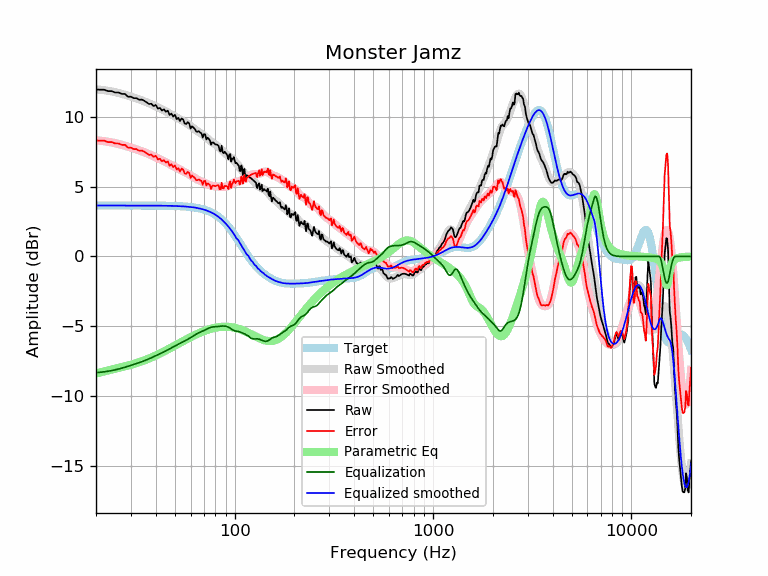 Monster Jamz
Amplitude (dBr)
10
5
0
−5
−10
−15
Target
Raw Smoothed
Error Smoothed
Raw
Error
Parametric Eq
Equalization
Equalized smoothed
100
1000
10000
Frequency (Hz)